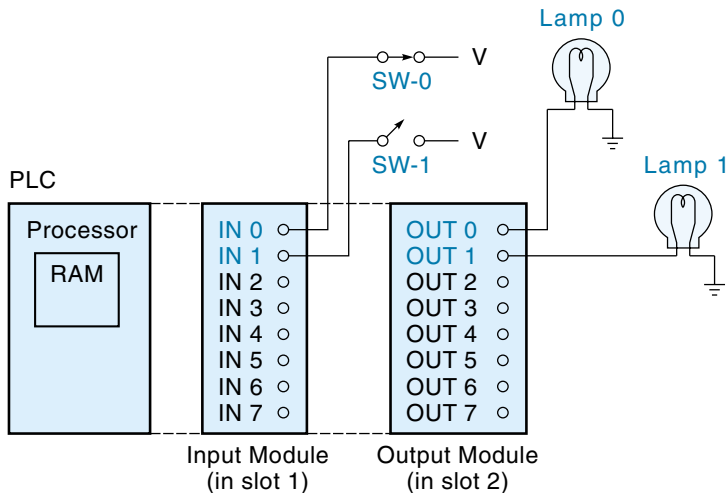 Lamp 0
V
SW-0
V
SW-1
Lamp 1
PLC
Processor
RAM
IN 0
IN 1
IN 2
IN 3
IN 4
IN 5
IN 6
IN 7
OUT 0
OUT 1
OUT 2
OUT 3
OUT 4
OUT 5
OUT 6
OUT 7
Input Module
(in slot 1)
Output Module
(in slot 2)